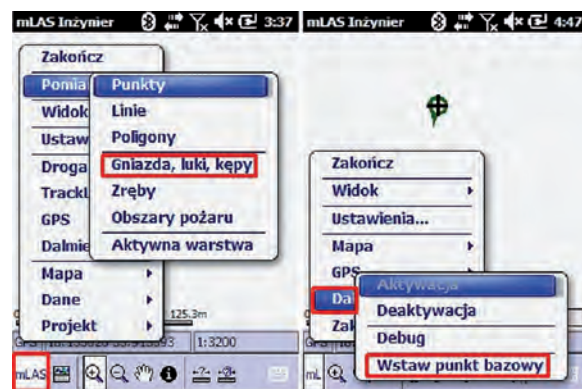 mLAS Inżynier 3:37
Zakończ
Pomia
Widok
Ustaw
Droga
TrackL
GPS
Dalmie
Mapa
Dane
Projekt
Punkty
Linie
Poligony
Gniazda, luki, kępy
Zręby
Obszary pożaru
Aktywna warstwa
125.3m
1:3200
mLAS
mLAS Inżynier 4:47
Zakończ
Widok
Ustawienia...
Mapa
GPS
Da
Zak
Aktywacja
Deaktywacja
Debug
Wstaw punkt bazowy
mL